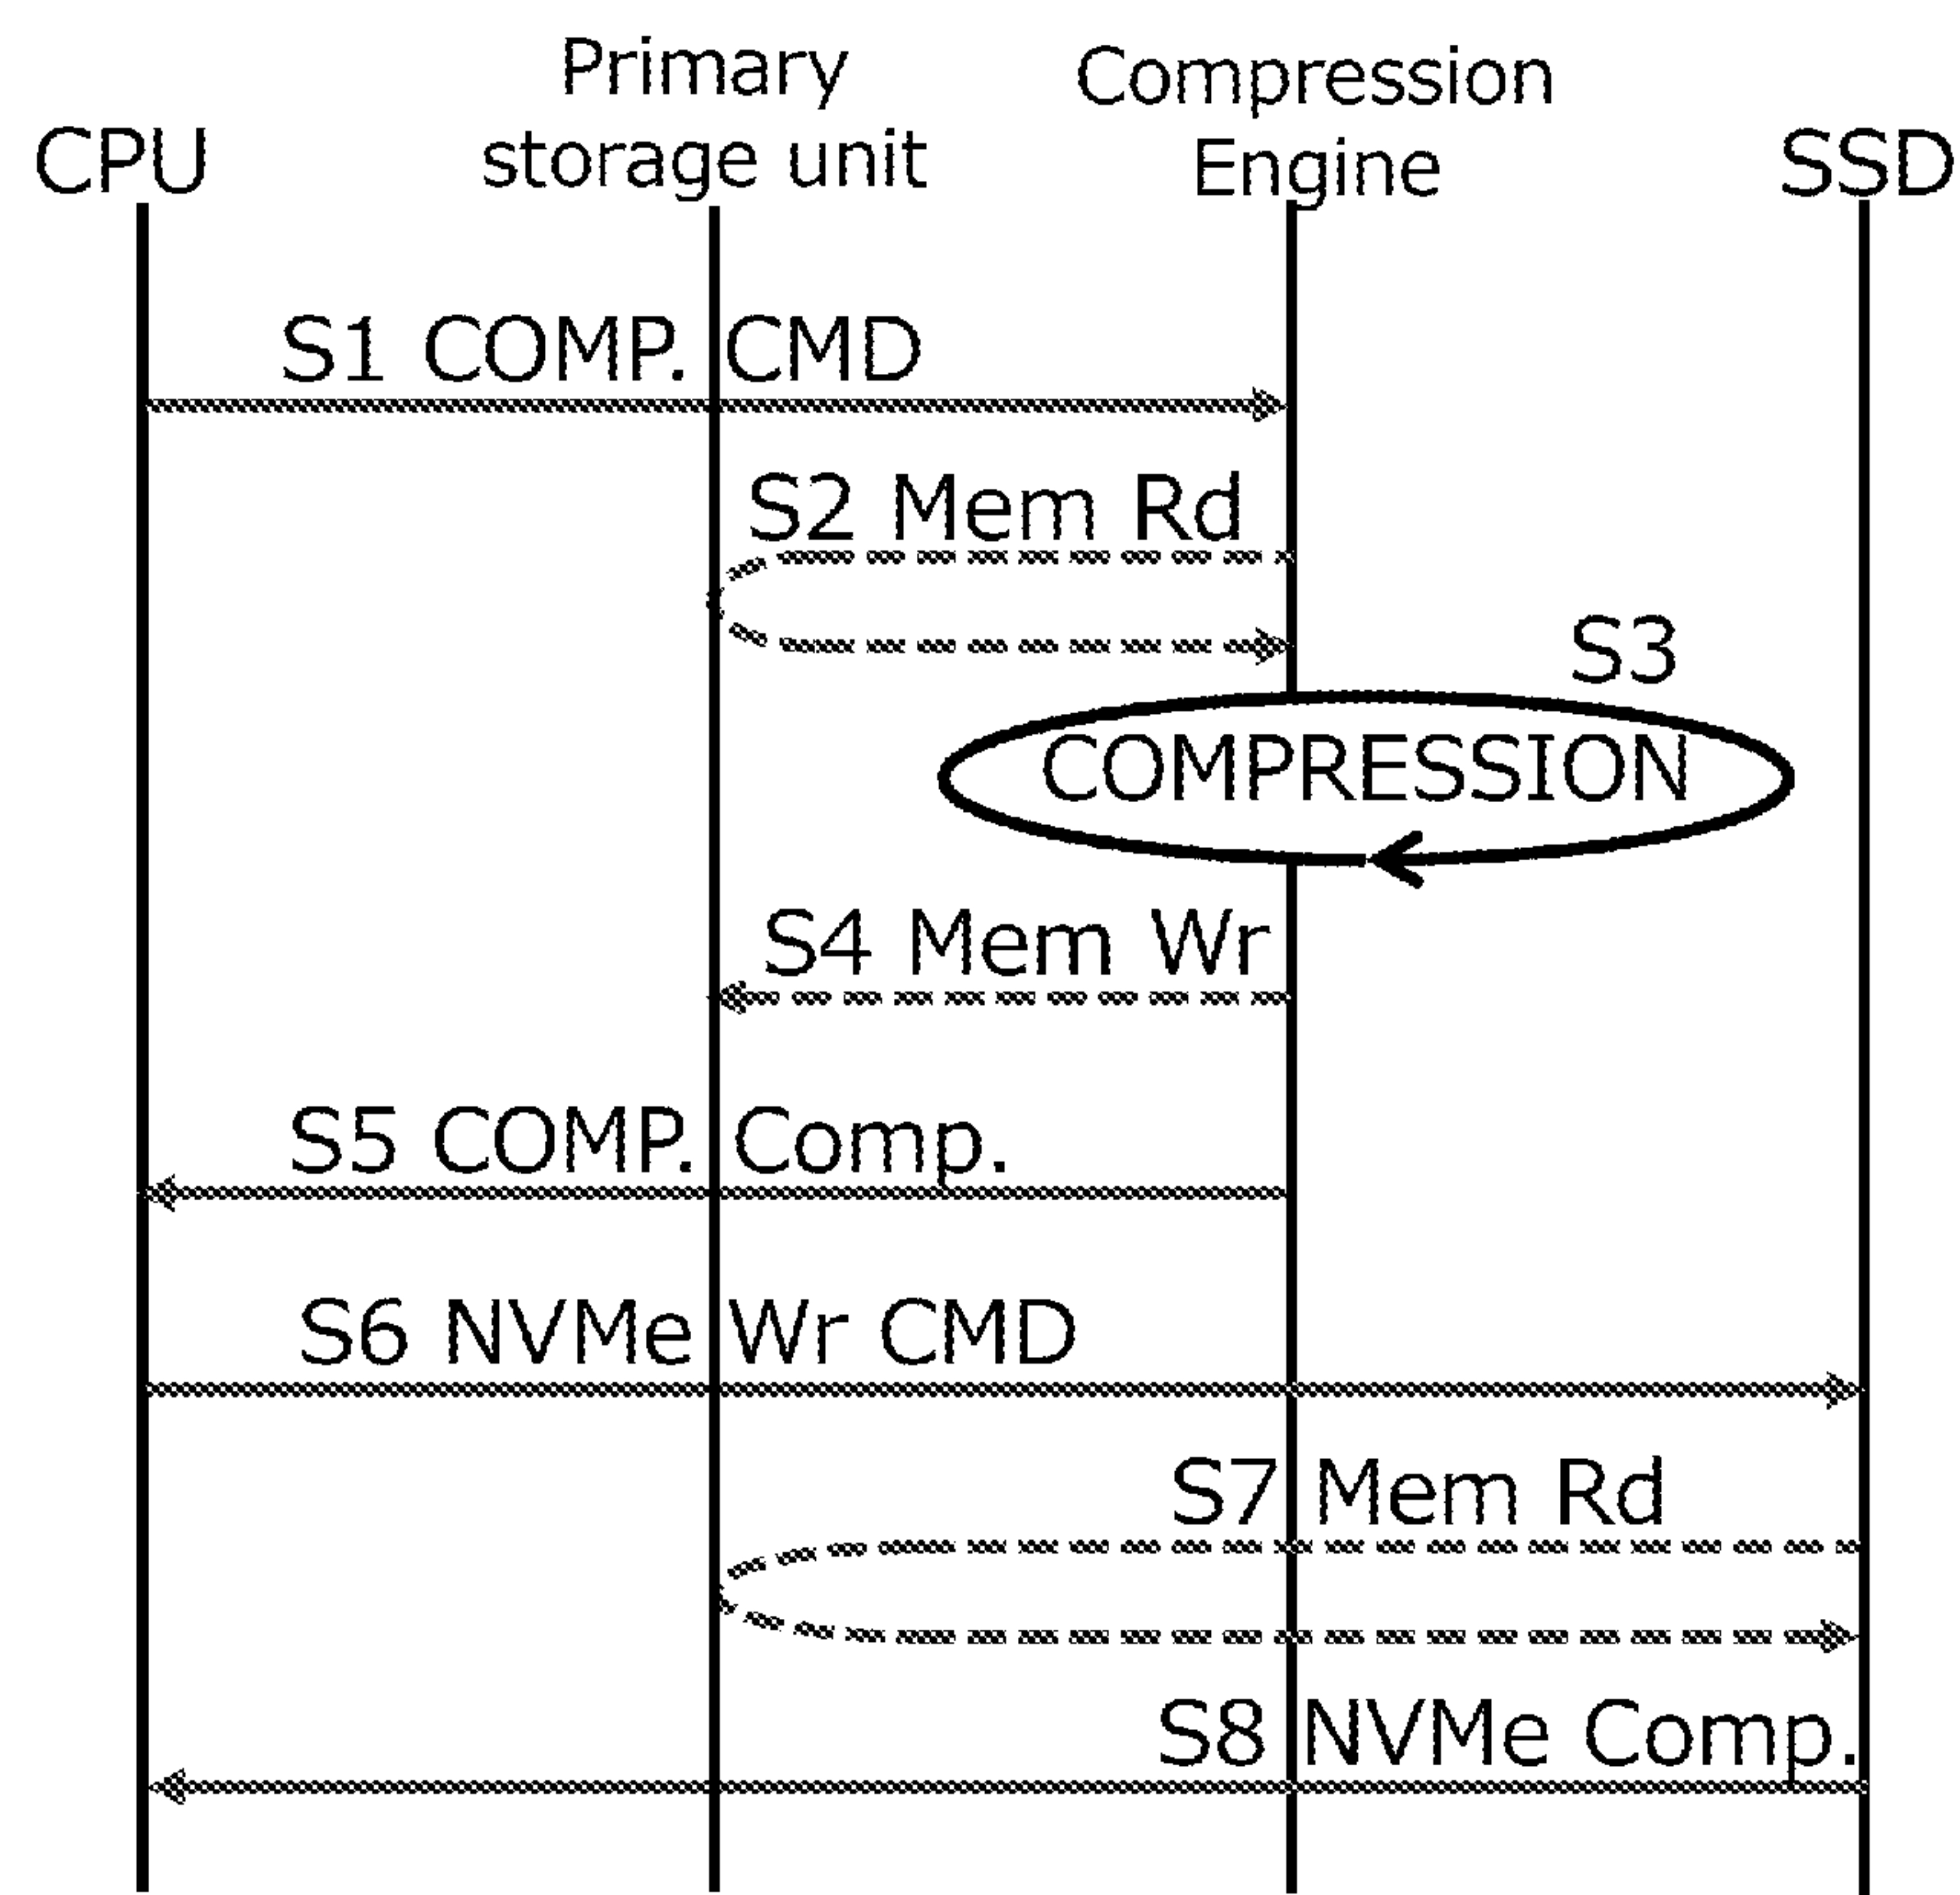 CPU
Primary
storage unit
Compression
Engine
SSD
S1 COMP. CMD
S2 Mem Rd
S3
COMPRESSION
S4 Mem Wr
S5 COMP. Comp.
S6 NVMe Wr CMD
S7 Mem Rd
S8 NVMe Comp.